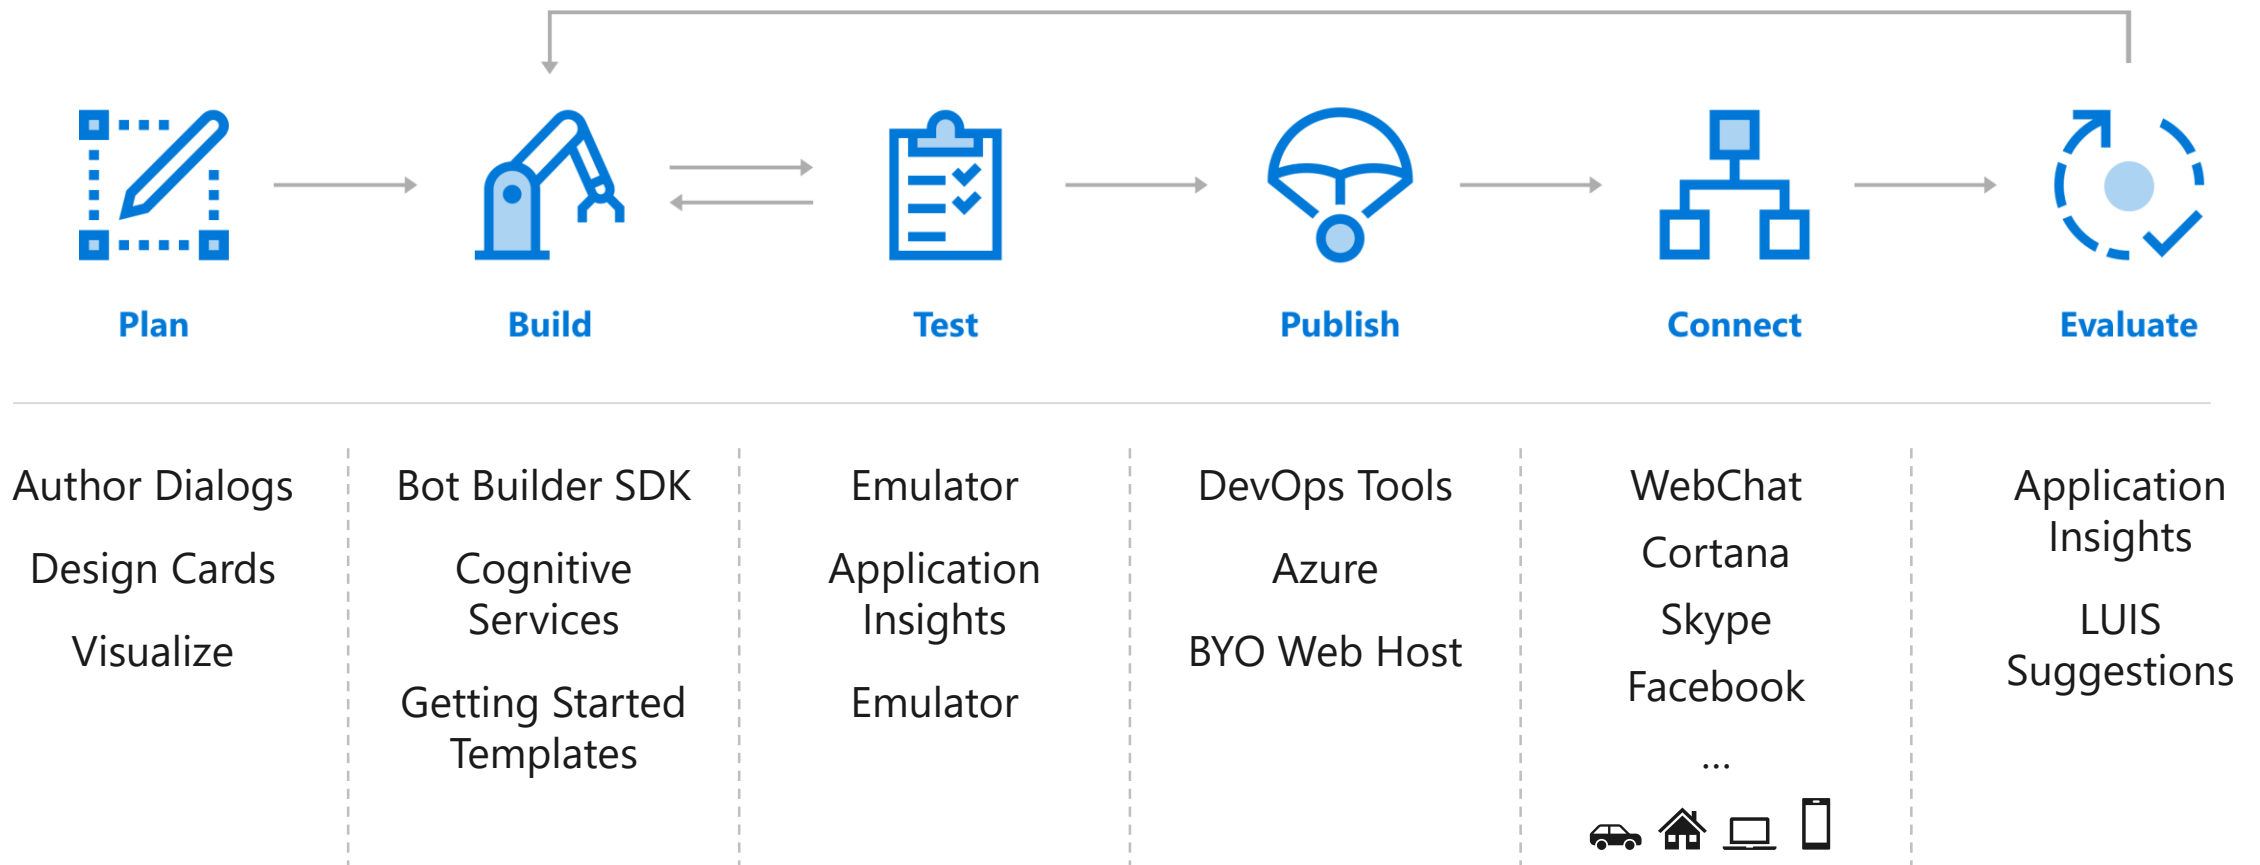 Plan
Build
Test
Publish
Connect
Evaluate
Author Dialogs
Design Cards
Visualize
Bot Builder SDK
Cognitive
Services
Getting Started
Templates
Emulator
Application
Insights
Emulator
DevOps Tools
Azure
BYO Web Host
WebChat
Cortana
Skype
Facebook
...
Application
Insights
LUIS
Suggestions